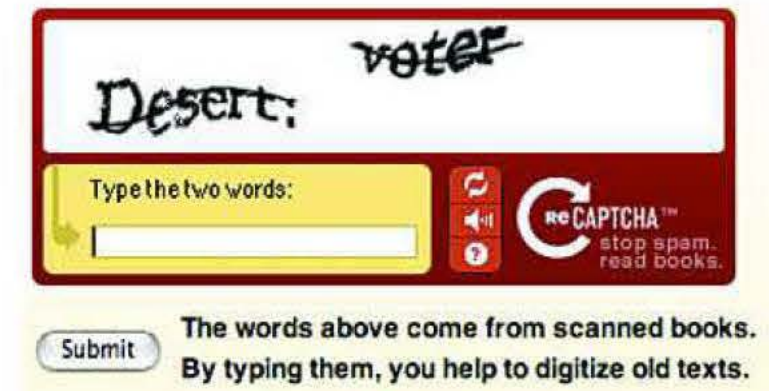 Desert: voter
Type the two words:
reCAPTCHA™
stop spam.
read books.
Submit
The words above come from scanned books.
By typing them, you help to digitize old texts.